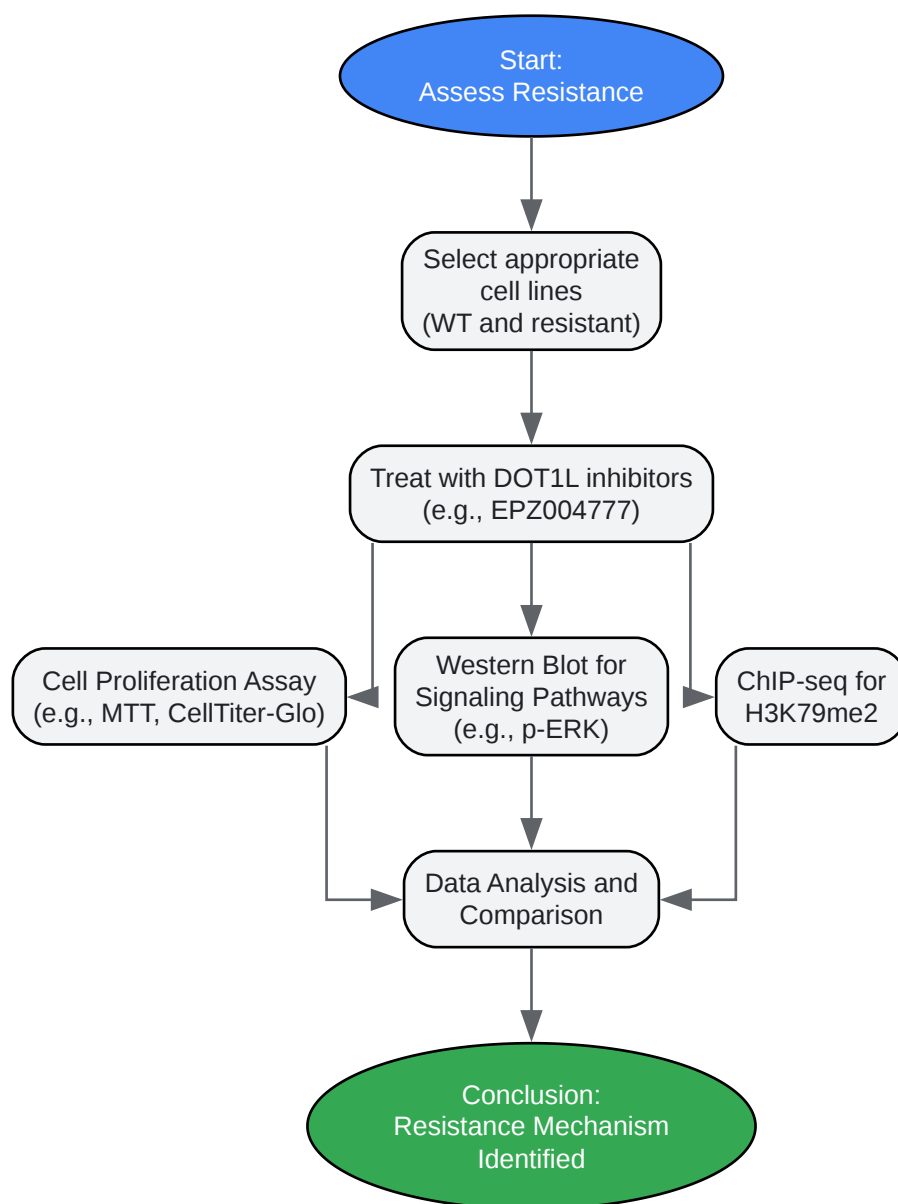 Start:
Assess Resistance
Select appropriate
cell lines
(WT and resistant)
Treat with DOT1L inhibitors
(e.g., EPZ004777)
Cell Proliferation Assay
(e.g., MTT, CellTiter-Glo)
Western Blot for
Signaling Pathways
(e.g., p-ERK)
ChIP-seq for
H3K79me2
Data Analysis and
Comparison
Conclusion:
Resistance Mechanism
Identified